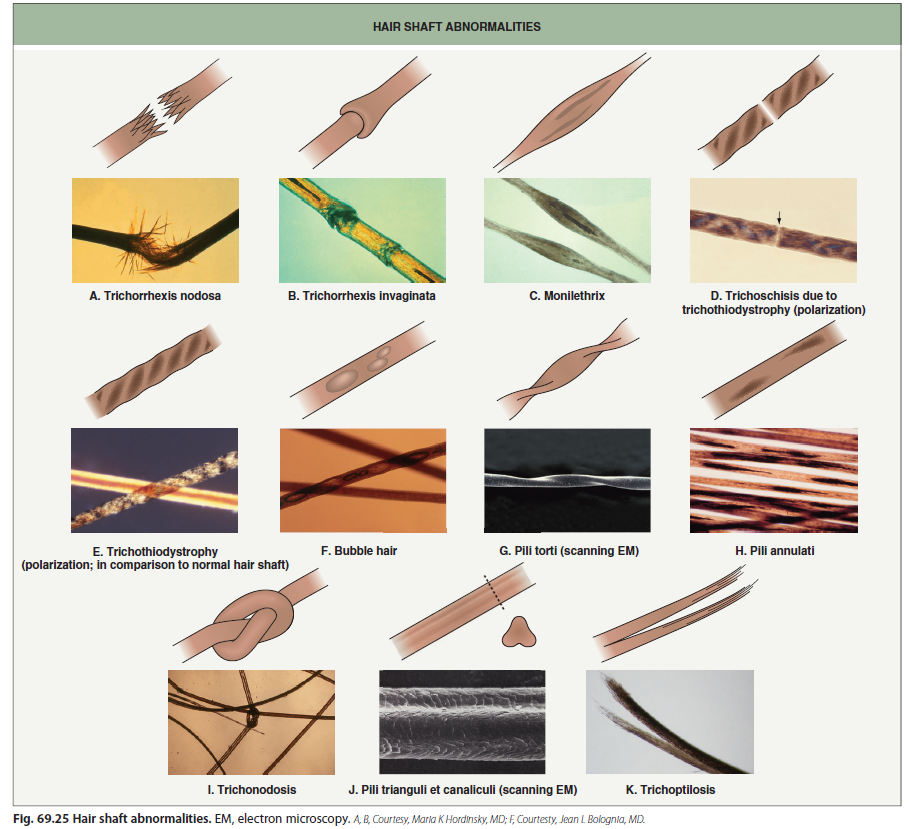 HAIR SHAFT ABNORMALITIES
A. Trichorrhexis nodosa
B. Trichorrhexis invaginata
C. Monilethrix
D. Trichoschisis due to
trichothiodystrophy (polarization)
E. Trichothiodystrophy
(polarization; in comparison to normal hair shaft)
F. Bubble hair
G. Pili torti (scanning EM)
H. Pili annulati
I. Trichonodosis
J. Pili trianguli et canaliculi (scanning EM)
K. Trichoptilosis
Fig. 69.25 Hair shaft abnormalities. EM, electron microscopy. A, B, Courtesy, Maria K Hordinsky, MD; F, Courtesty, Jean L Bolognia, MD.